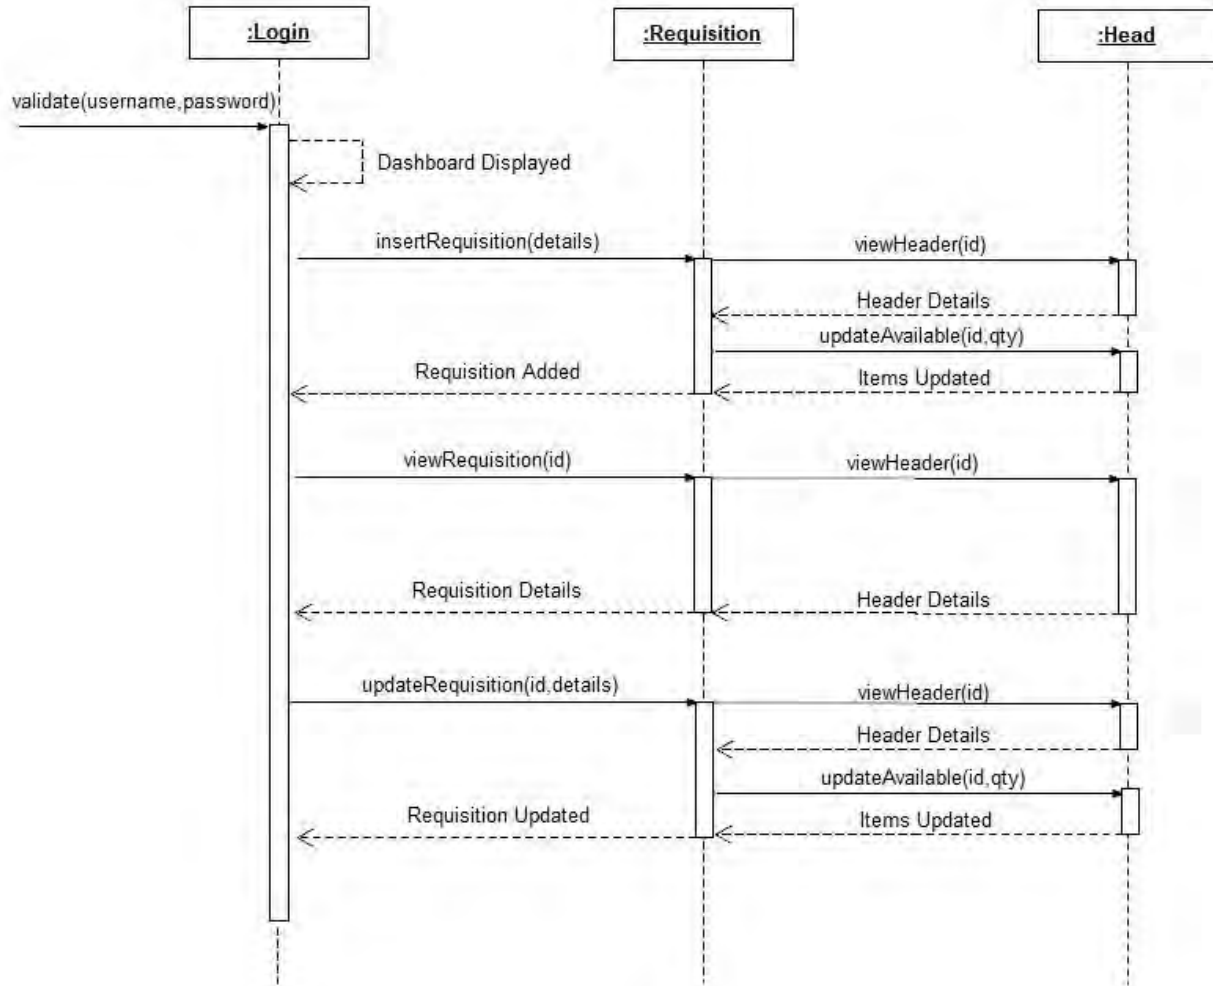 :Login
:Requisition
:Head
validate(username,password)
Dashboard Displayed
insertRequisition(details)
viewHeader(id)
Header Details
updateAvailable(id,qty)
Requisition Added
Items Updated
viewRequisition(id)
viewHeader(id)
Requisition Details
Header Details
updateRequisition(id,details)
viewHeader(id)
Header Details
updateAvailable(id,qty)
Requisition Updated
Items Updated